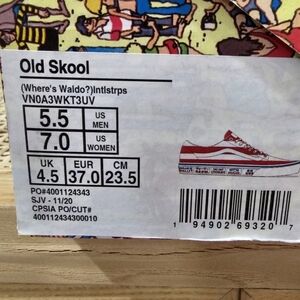 Old Skool
(Where's Waldo?)Intlstrps
VN0A3WKT3UV
5.5 US MEN
7.0 US WOMEN
UK EUR CM
4.5 37.0 23.5
PO#4001124343
SJV - 11/20
CPSIA PO/CUT#
400112434300010
1 94902 69320 7